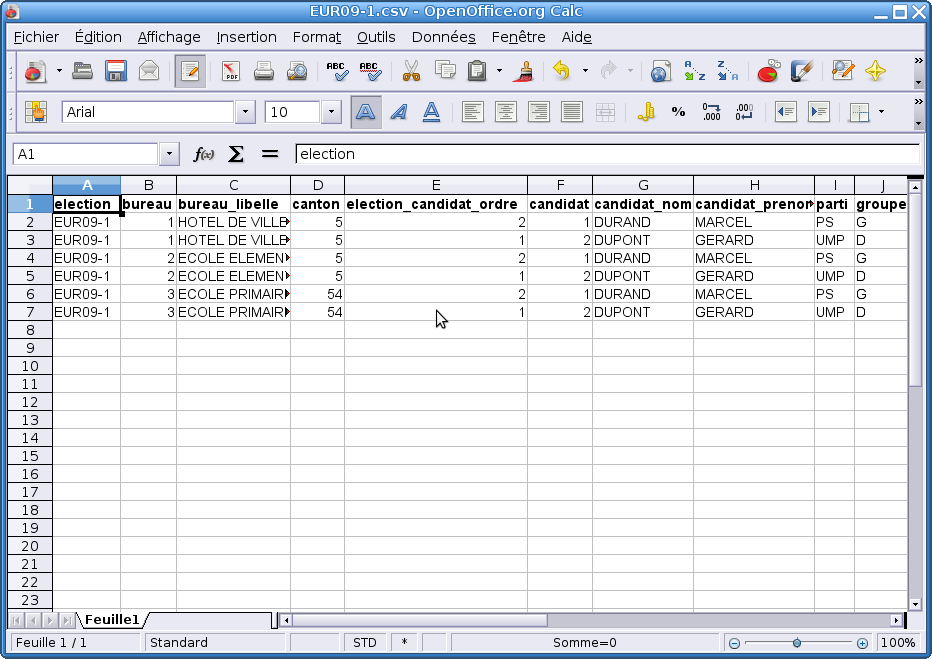 EUR09-1.csv - OpenOffice.org Calc
Fichier Édition Affichage Insertion Format Outils Données Fenêtre Aide
PDF ABC ABC A Z Z A
Arial 10 A A A % .000 .000
A1 f(x) Σ = election
A B C D E F G H I J
1 election bureau bureau_libelle canton election_candidat_ordre candidat candidat_nom candidat_prenor parti groupe
2 EUR09-1 1 HOTEL DE VILLE 5 2 1 DURAND MARCEL PS G
3 EUR09-1 1 HOTEL DE VILLE 5 1 2 DUPONT GERARD UMP D
4 EUR09-1 2 ECOLE ELEMEN 5 2 1 DURAND MARCEL PS G
5 EUR09-1 2 ECOLE ELEMEN 5 1 2 DUPONT GERARD UMP D
6 EUR09-1 3 ECOLE PRIMAIR 54 2 1 DURAND MARCEL PS G
7 EUR09-1 3 ECOLE PRIMAIR 54 1 2 DUPONT GERARD UMP D
8
9
10
11
12
13
14
15
16
17
18
19
20
21
22
23
Feuille1
Feuille 1 / 1 Standard STD * Somme=0 100%